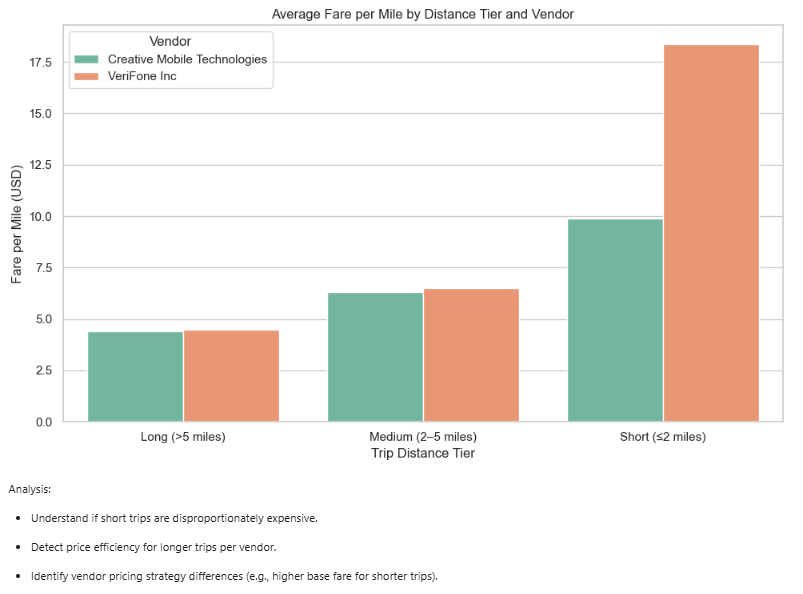 Average Fare per Mile by Distance Tier and Vendor
Vendor
Creative Mobile Technologies
VeriFone Inc
17.5
15.0
12.5
10.0
7.5
5.0
2.5
0.0
Fare per Mile (USD)
Long (>5 miles)
Medium (2–5 miles)
Short (≤2 miles)
Trip Distance Tier
Analysis:
• Understand if short trips are disproportionately expensive.
• Detect price efficiency for longer trips per vendor.
• Identify vendor pricing strategy differences (e.g., higher base fare for shorter trips).